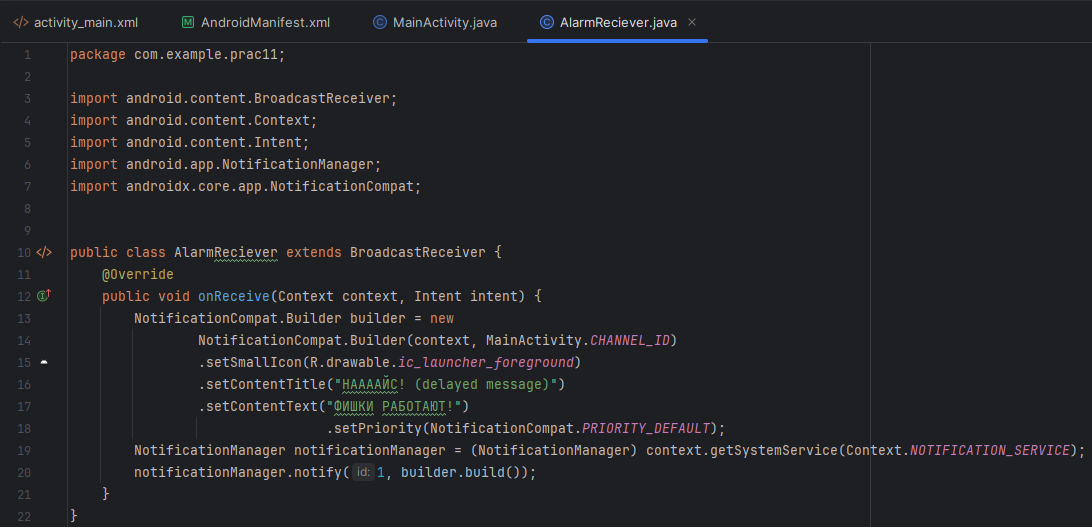 activity_main.xml AndroidManifest.xml MainActivity.java AlarmReciever.java
1 package com.example.prac11;
2
3 import android.content.BroadcastReceiver;
4 import android.content.Context;
5 import android.content.Intent;
6 import android.app.NotificationManager;
7 import androidx.core.app.NotificationCompat;
8
9
10 public class AlarmReciever extends BroadcastReceiver {
11 @Override
12 public void onReceive(Context context, Intent intent) {
13 NotificationCompat.Builder builder = new
14 NotificationCompat.Builder(context, MainActivity.CHANNEL_ID)
15 .setSmallIcon(R.drawable.ic_launcher_foreground)
16 .setContentTitle("НААААЙС! (delayed message)")
17 .setContentText("ФИШКИ РАБОТАЮТ!")
18 .setPriority(NotificationCompat.PRIORITY_DEFAULT);
19 NotificationManager notificationManager = (NotificationManager) context.getSystemService(Context.NOTIFICATION_SERVICE);
20 notificationManager.notify( id: 1, builder.build());
21 }
22 }